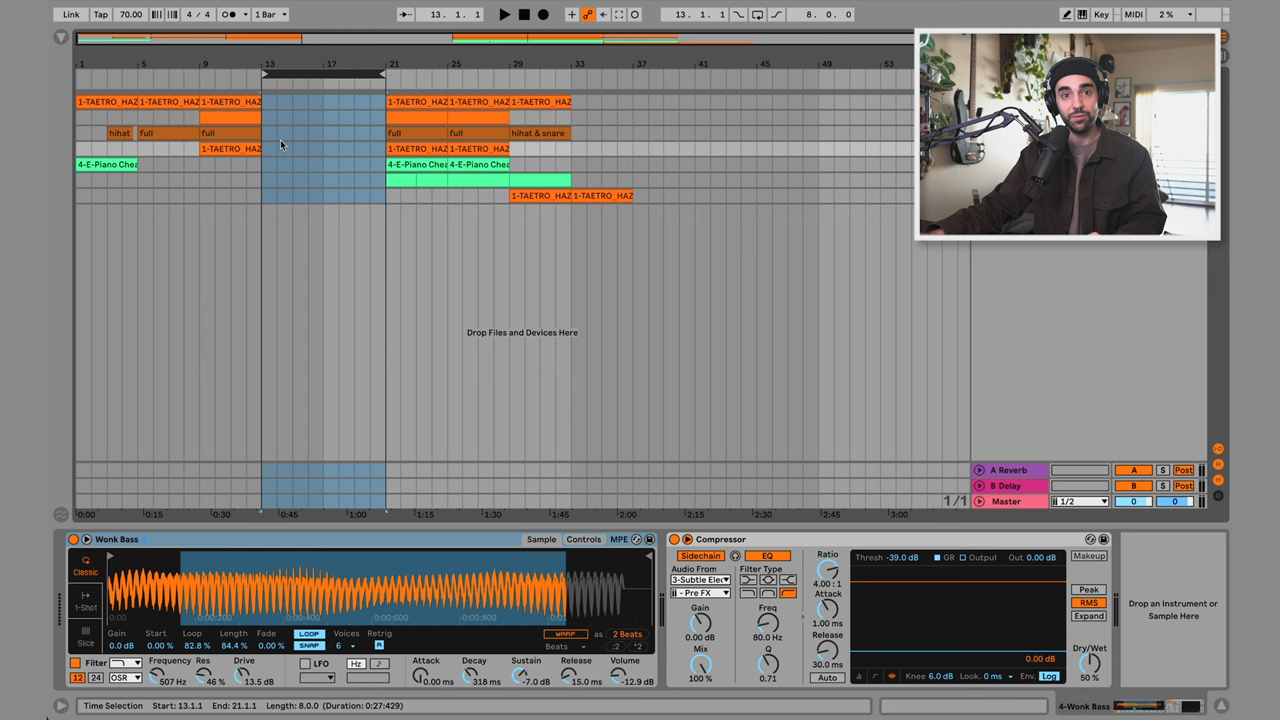 Link Tap 70.00 4 / 4 1 Bar 13. 1. 1 13. 1. 1 8. 0. 0 Key MIDI 2 %
1 5 9 13 17 21 25 29 33 37 41 45 49 53
1-TAETRO_HAZ 1-TAETRO_HAZ 1-TAETRO_HAZ 1-TAETRO_HAZ 1-TAETRO_HAZ 1-TAETRO_HAZ
hihat full full full full hihat & snare
1-TAETRO_HAZ 1-TAETRO_HAZ 1-TAETRO_HAZ
4-E-Piano Chea 4-E-Piano Chea 4-E-Piano Chea
1-TAETRO_HAZ 1-TAETRO_HAZ
Drop Files and Devices Here
A Reverb A S Post
B Delay B S Post
1/1 Master 1/2 0 0
0:00 0:15 0:30 0:45 1:00 1:15 1:30 1:45 2:00 2:15 2:30 2:45 3:00
Wonk Bass Sample Controls MPE
Classic
1-Shot
Slice
0:00 0:00:200 0:00:400 0:00:600 0:00:800 0:01
Gain Start Loop Length Fade Voices Retrig
0.0 dB 0.00 % 82.8 % 84.4 % 0.00 % LOOP SNAP 6 R
WARP as 2 Beats
Beats :2 *2
Filter Frequency Res Drive LFO Hz Attack Decay Sustain Release Volume
12 24 OSR 507 Hz 46 % 13.5 dB 0.00 ms 318 ms -7.0 dB 15.0 ms -12.9 dB
Compressor
Sidechain EQ
Audio From Filter Type
3-Subtle Elec
- Pre FX
Gain Freq
0.00 dB 80.0 Hz
Mix Q
100 % 0.71
Ratio
4.00 : 1
Attack
1.00 ms
Release
30.0 ms
Auto
Thresh -39.0 dB GR Output Out 0.00 dB
0.00 dB
Knee 6.0 dB Look. 0 ms Env. Log
Makeup
Peak
RMS
Expand
Dry/Wet
50 %
Drop an Instrument or
Sample Here
Time Selection Start: 13.1.1 End: 21.1.1 Length: 8.0.0 (Duration: 0:27:429) 4-Wonk Bass